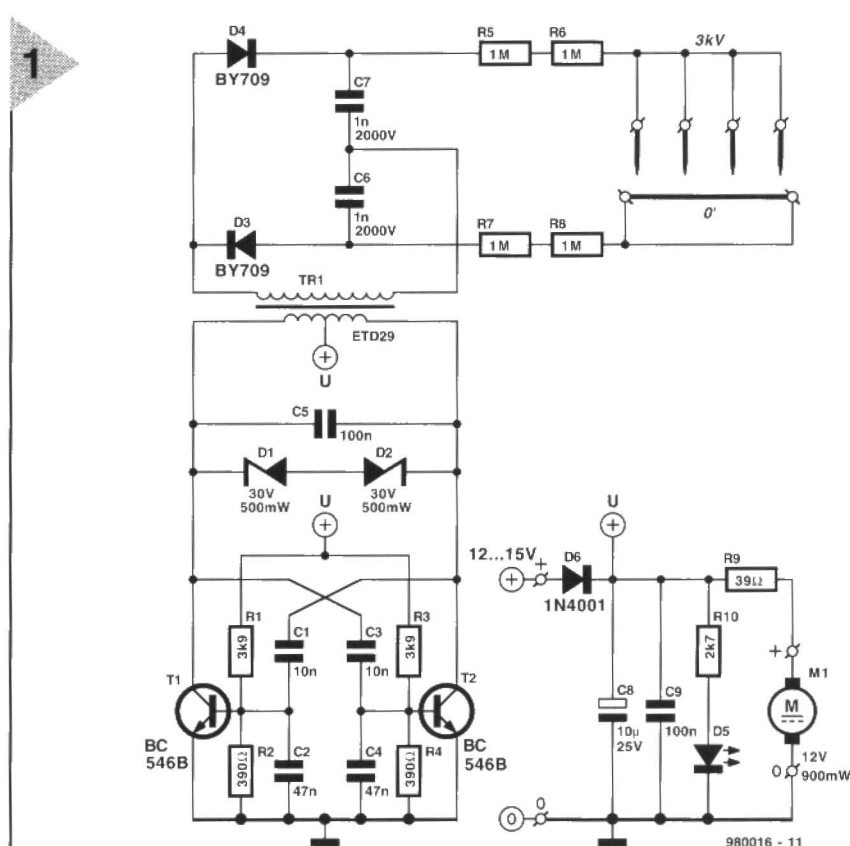 1
D4
BY709
R5
1M
R6
1M
3kV
C7
1n
2000V
C6
1n
2000V
D3
BY709
R7
1M
R8
1M
0'
TR1
ETD29
+
U
C5
100n
D1
30V
500mW
D2
30V
500mW
U
+
R1
3k9
C1
10n
C3
10n
R3
3k9
T1
T2
BC
546B
R2
390Ω
C2
47n
C4
47n
R4
390Ω
BC
546B
12...15V
+
+
D6
1N4001
U
+
R9
39Ω
R10
2k7
C8
10µ
25V
C9
100n
D5
+
M1
M
0
12V
900mW
0
0
980016 - 11